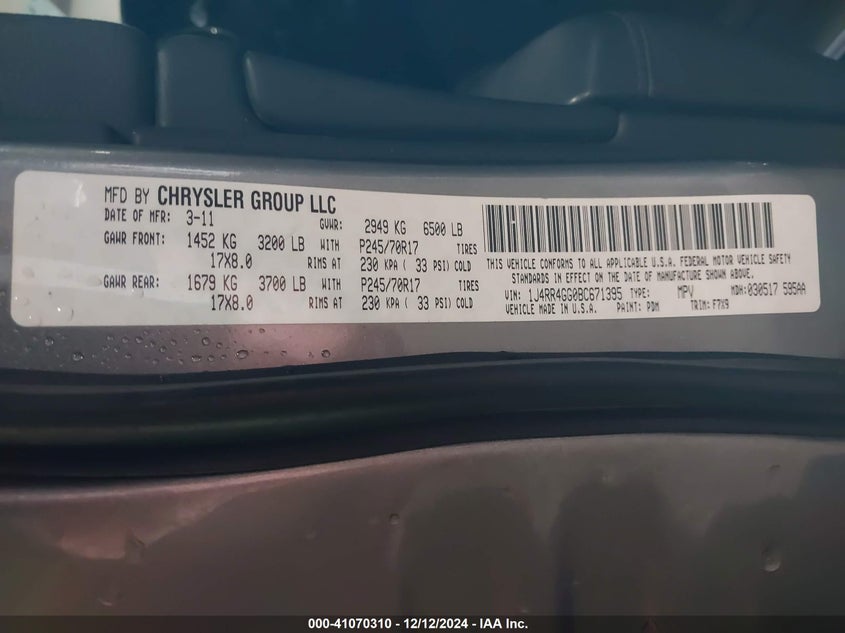 MFD BY CHRYSLER GROUP LLC
DATE OF MFR: 3-11 GVWR: 2949 KG 6500 LB
GAWR FRONT: 1452 KG 3200 LB WITH P245/70R17 TIRES
17X8.0 RIMS AT 230 KPA ( 33 PSI) COLD
GAWR REAR: 1679 KG 3700 LB WITH P245/70R17 TIRES
17X8.0 RIMS AT 230 KPA ( 33 PSI) COLD
THIS VEHICLE CONFORMS TO ALL APPLICABLE U.S.A. FEDERAL MOTOR VEHICLE SAFETY
STANDARDS IN EFFECT ON THE DATE OF MANUFACTURE SHOWN ABOVE.
VIN: 1J4RR4GG0BC671395 TYPE: MPV MDH: 030517 595AA
VEHICLE MADE IN U.S.A. PAINT: PDM TRIM: F7X9
000-41070310 - 12/12/2024 - IAA Inc.